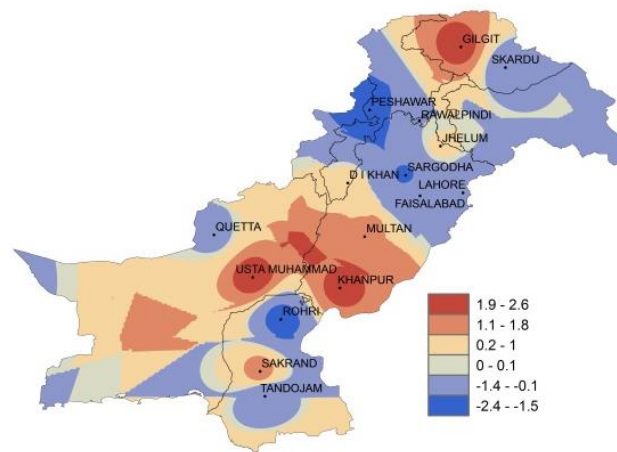 GILGIT
SKARDU
PESHAWAR
RAWALPINDI
JHELUM
SARGODHA
D I KHAN
LAHORE
FAISALABAD
QUETTA
MULTAN
USTA MUHAMMAD
KHANPUR
ROHRI
SAKRAND
TANDOJAM
1.9 - 2.6
1.1 - 1.8
0.2 - 1
0 - 0.1
-1.4 - -0.1
-2.4 - -1.5